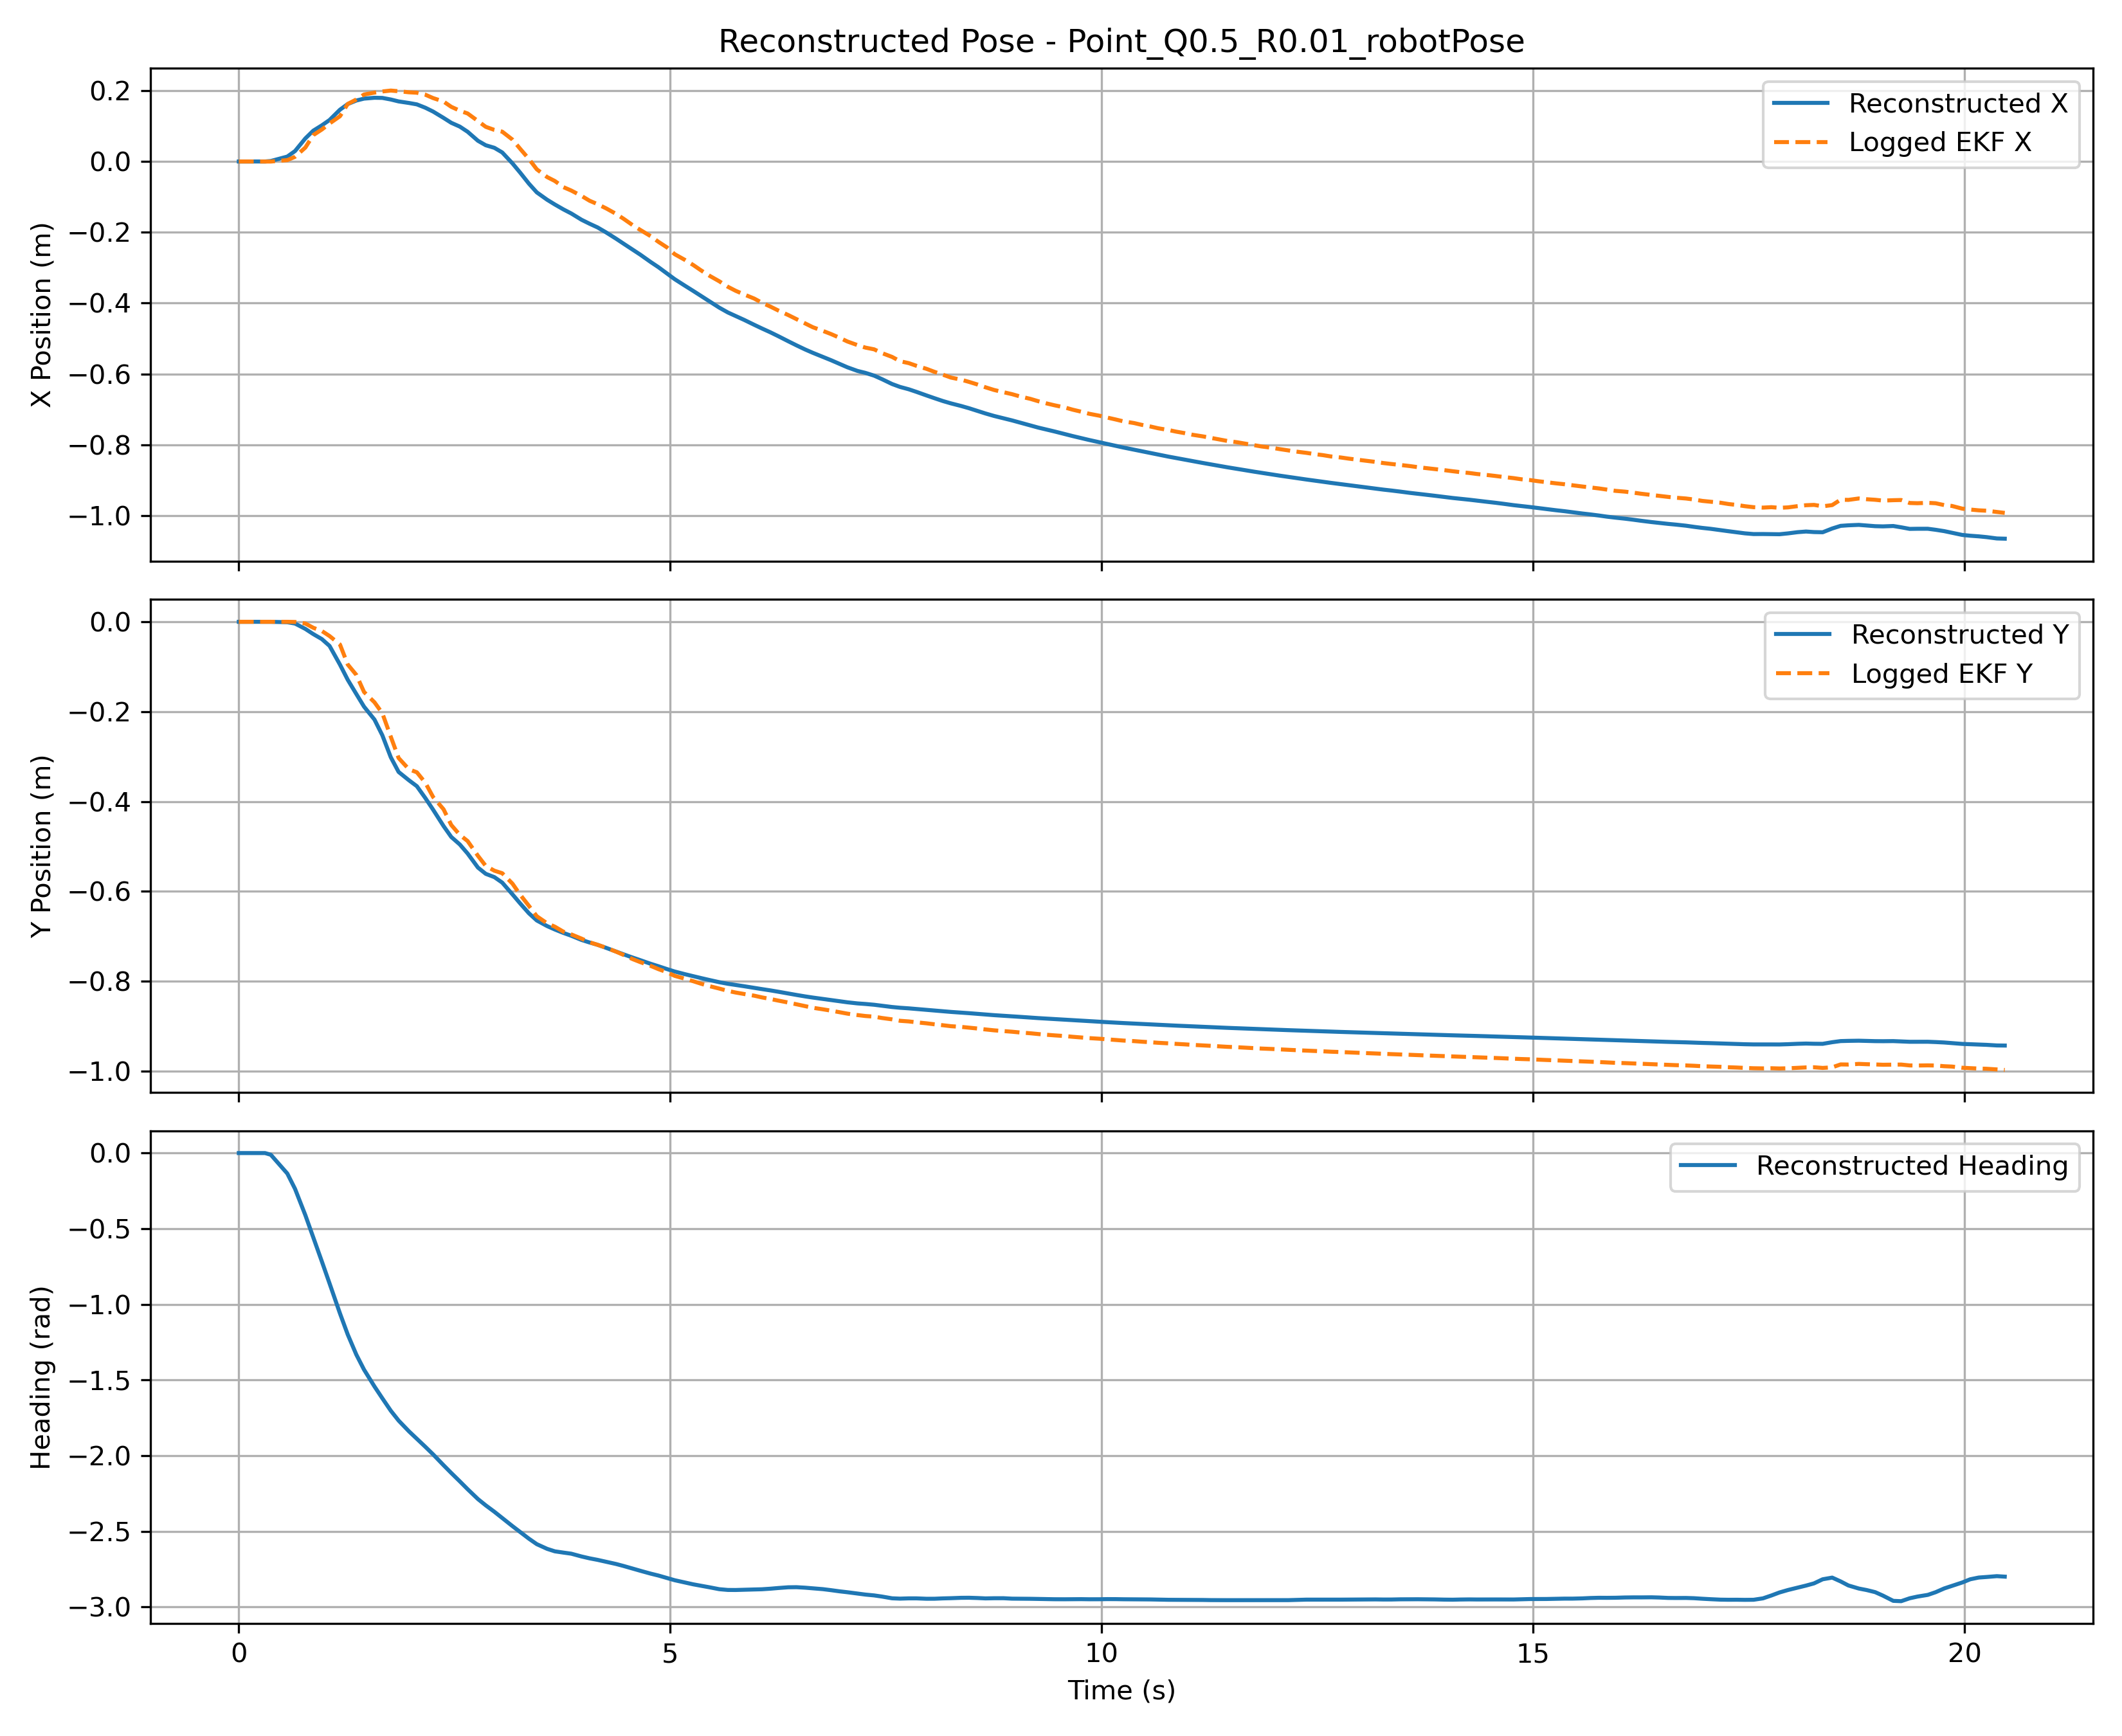 Reconstructed Pose - Point_Q0.5_R0.01_robotPose
X Position (m)
0.2
0.0
−0.2
−0.4
−0.6
−0.8
−1.0
Reconstructed X
Logged EKF X
Y Position (m)
0.0
−0.2
−0.4
−0.6
−0.8
−1.0
Reconstructed Y
Logged EKF Y
Heading (rad)
0.0
−0.5
−1.0
−1.5
−2.0
−2.5
−3.0
Reconstructed Heading
0 5 10 15 20
Time (s)